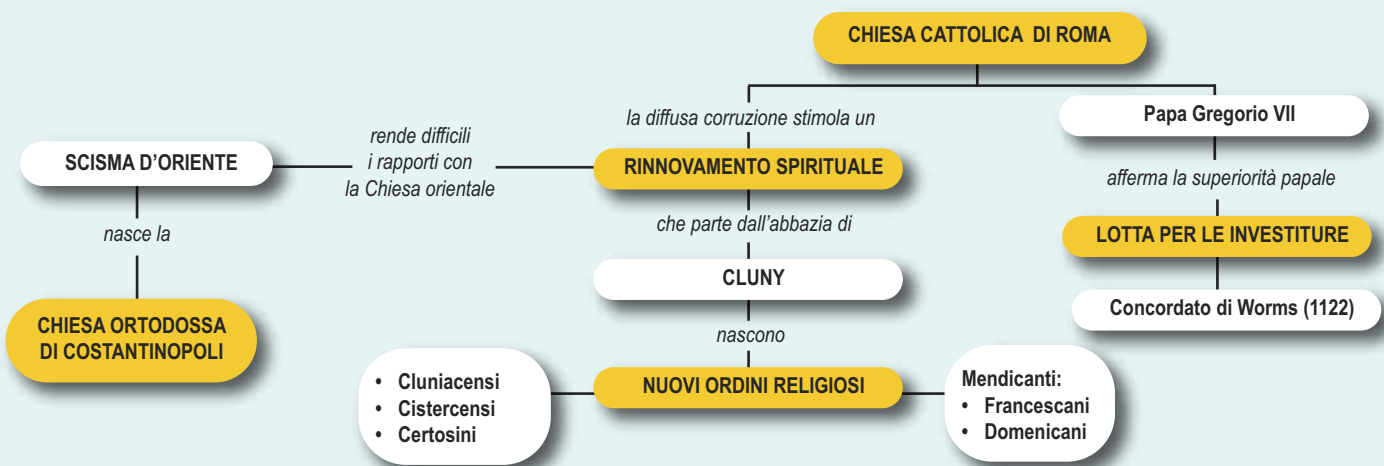 CHIESA CATTOLICA DI ROMA
la diffusa corruzione stimola un
Papa Gregorio VII
rende difficili
i rapporti con
la Chiesa orientale
SCISMA D'ORIENTE
RINNOVAMENTO SPIRITUALE
afferma la superiorità papale
nasce la
che parte dall'abbazia di
LOTTA PER LE INVESTITURE
CLUNY
Concordato di Worms (1122)
CHIESA ORTODOSSA
DI COSTANTINOPOLI
nascono
• Cluniacensi
• Cistercensi
• Certosini
NUOVI ORDINI RELIGIOSI
Mendicanti:
• Francescani
• Domenicani